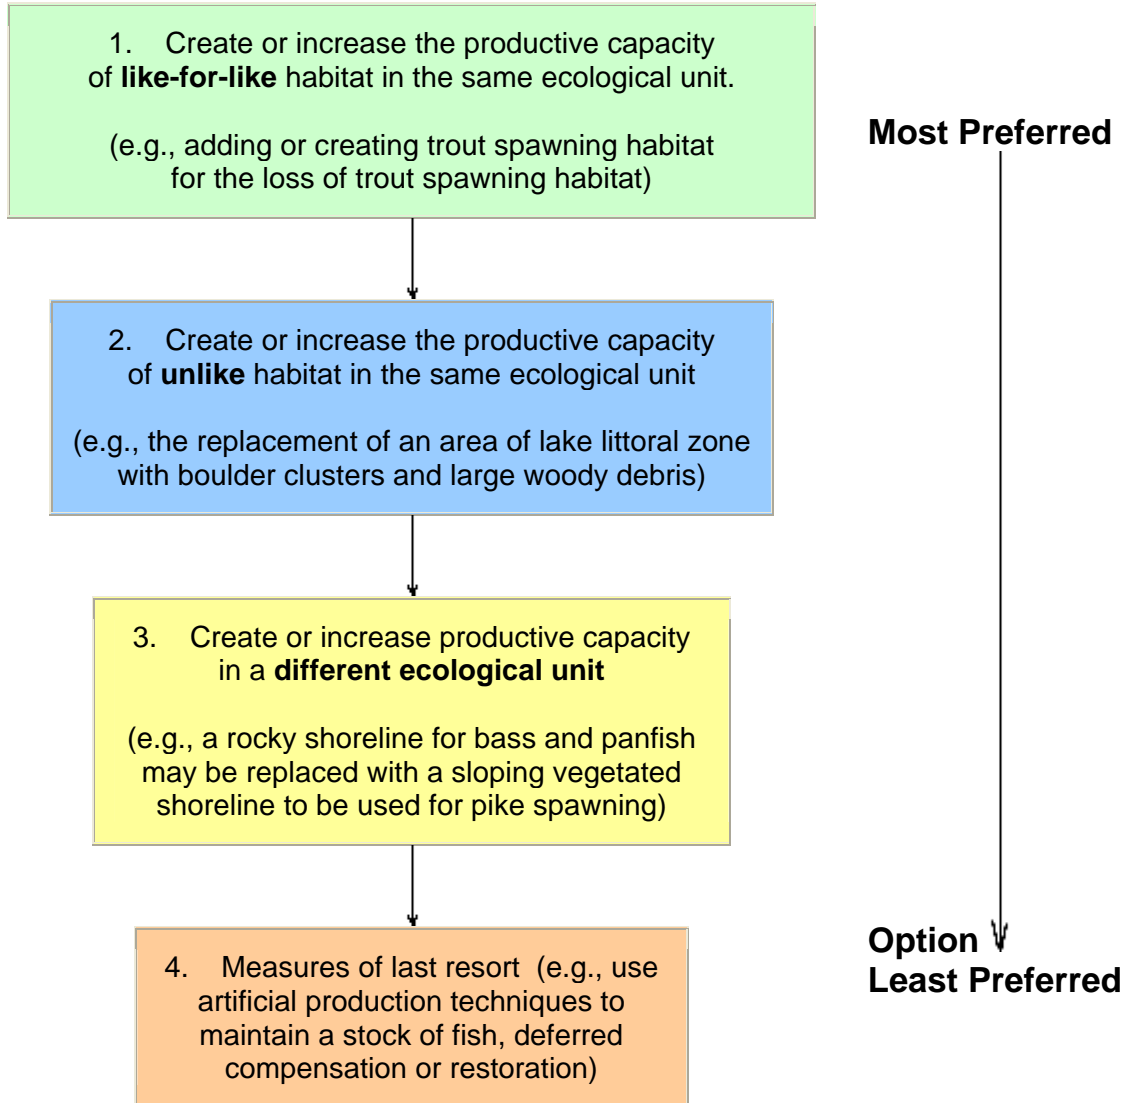 1. Create or increase the productive capacity
of like-for-like habitat in the same ecological unit.
(e.g., adding or creating trout spawning habitat
for the loss of trout spawning habitat)
Most Preferred
2. Create or increase the productive capacity
of unlike habitat in the same ecological unit
(e.g., the replacement of an area of lake littoral zone
with boulder clusters and large woody debris)
3. Create or increase productive capacity
in a different ecological unit
(e.g., a rocky shoreline for bass and panfish
may be replaced with a sloping vegetated
shoreline to be used for pike spawning)
4. Measures of last resort (e.g., use
artificial production techniques to
maintain a stock of fish, deferred
compensation or restoration)
Option
Least Preferred